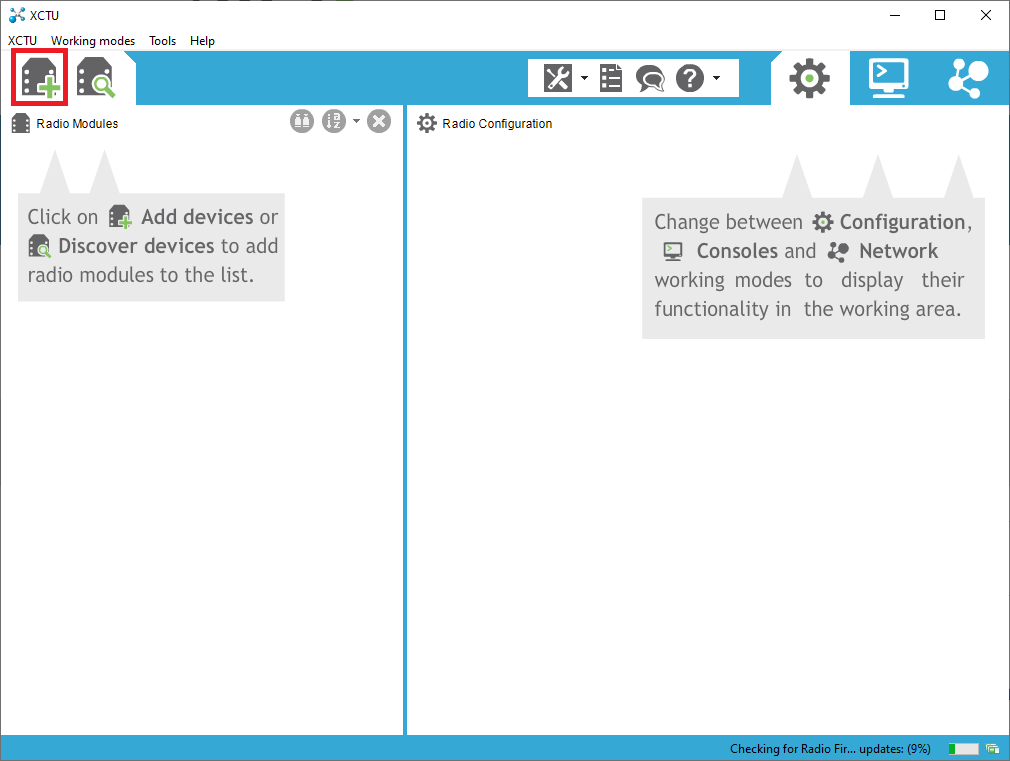 XCTU
XCTU Working modes Tools Help
Radio Modules
Radio Configuration
Click on Add devices or
Discover devices to add
radio modules to the list.
Change between Configuration,
Consoles and Network
working modes to display their
functionality in the working area.
Checking for Radio Fir... updates: (9%)